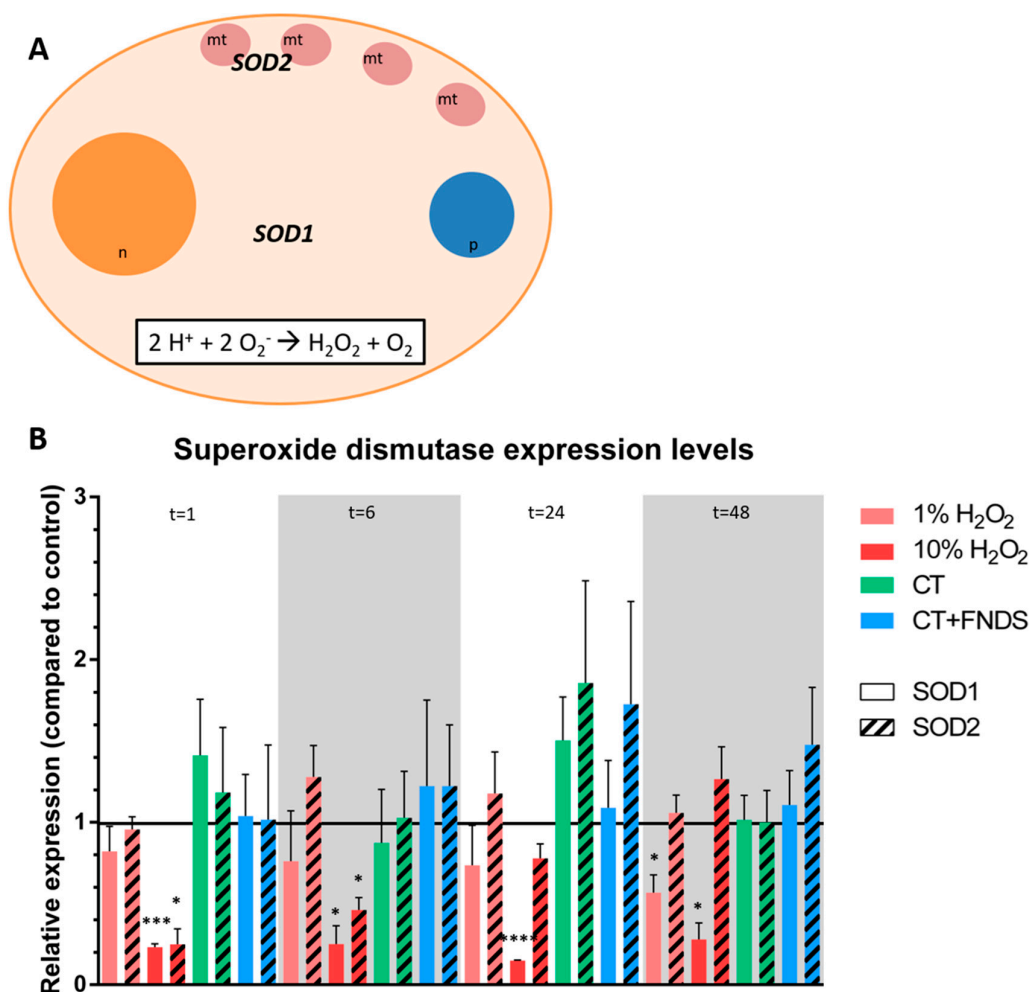 A
mt
mt
SOD2
mt
mt
n
SOD1
p
2 H⁺ + 2 O₂⁻ → H₂O₂ + O₂
B
Superoxide dismutase expression levels
Relative expression (compared to control)
3
2
1
0
t=1
t=6
t=24
t=48
***
*
*
*
****
*
*
1% H₂O₂
10% H₂O₂
CT
CT+FNDS
SOD1
SOD2